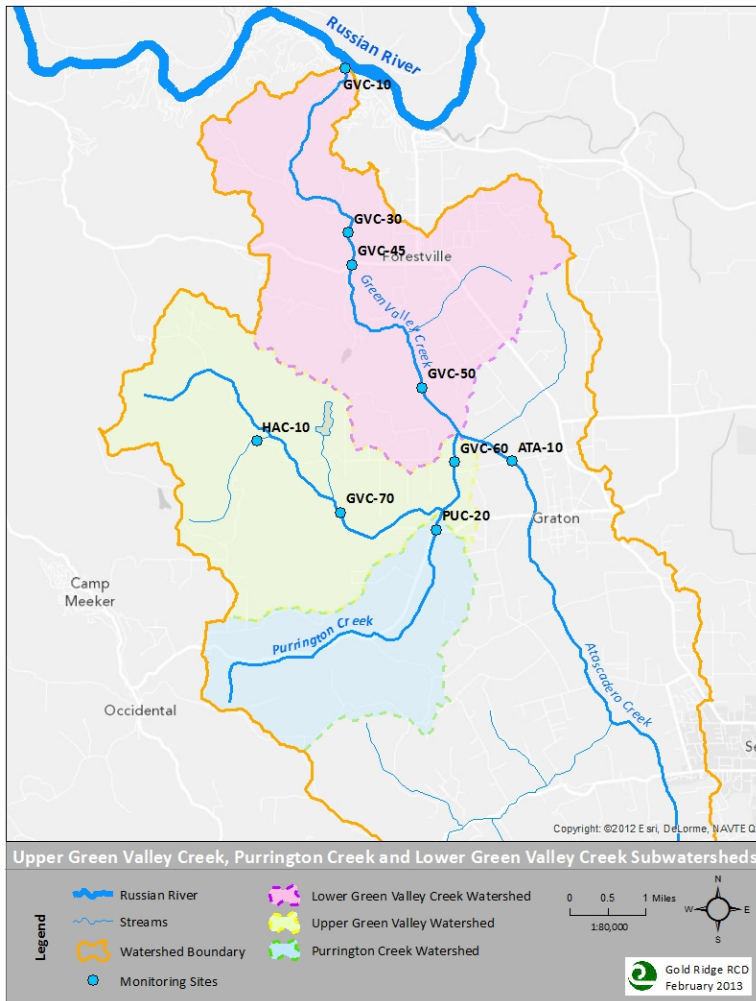 Russian River
GVC-10
GVC-30
GVC-45
Forestville
Green Valley Creek
GVC-50
HAC-10
GVC-60
ATA-10
GVC-70
PUC-20
Graton
Camp
Meeker
Purrington Creek
Atascadero Creek
Occidental
Se
Copyright: ©2012 Esri, DeLorme, NAVTEQ
Upper Green Valley Creek, Purrington Creek and Lower Green Valley Creek Subwatersheds
Legend
Russian River
Streams
Watershed Boundary
Monitoring Sites
Lower Green Valley Creek Watershed
Upper Green Valley Watershed
Purrington Creek Watershed
0 0.5 1 Miles
1:80,000
N
W E
S
Gold Ridge RCD
February 2013